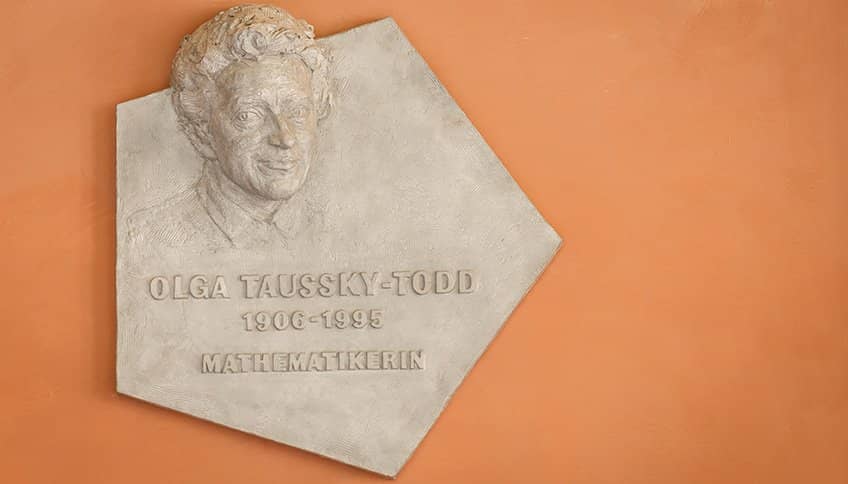 OLGA TAUSSKY-TODD
1906-1995
MATHEMATIKERIN